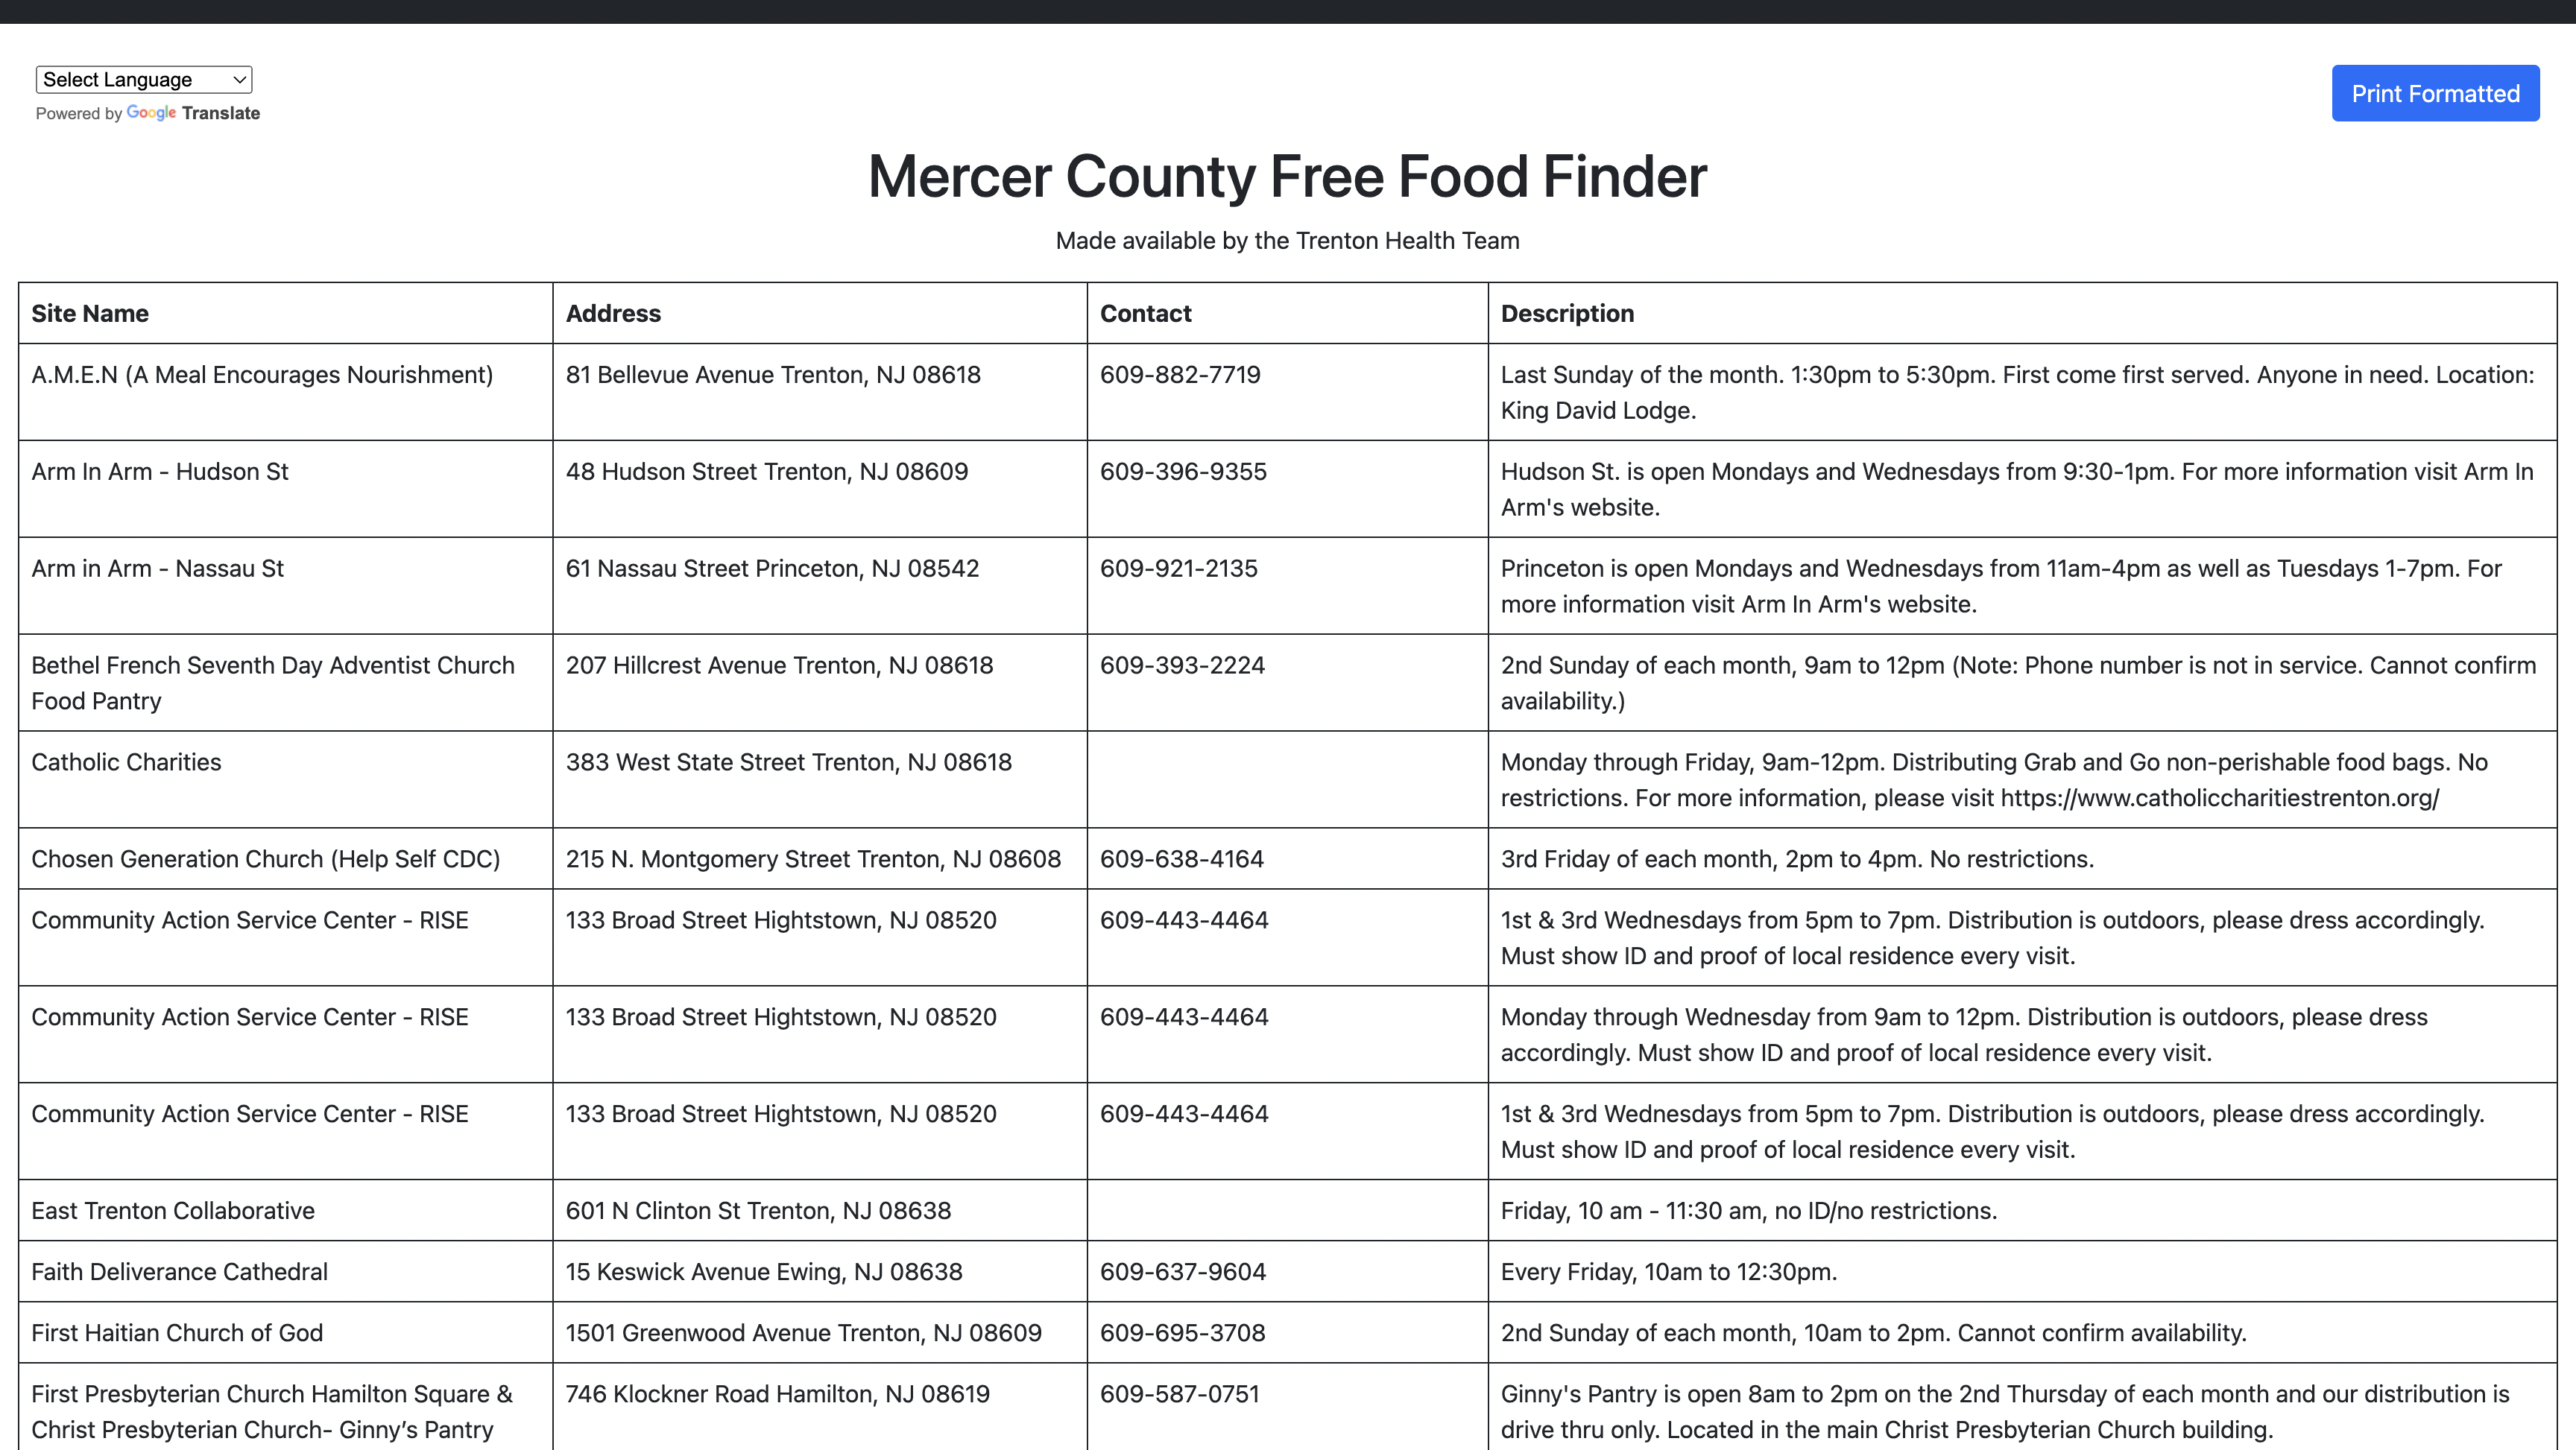 Select Language
Powered by Google Translate
Print Formatted
Mercer County Free Food Finder
Made available by the Trenton Health Team
Site Name Address Contact Description
A.M.E.N (A Meal Encourages Nourishment) 81 Bellevue Avenue Trenton, NJ 08618 609-882-7719 Last Sunday of the month. 1:30pm to 5:30pm. First come first served. Anyone in need. Location:
King David Lodge.
Arm In Arm - Hudson St 48 Hudson Street Trenton, NJ 08609 609-396-9355 Hudson St. is open Mondays and Wednesdays from 9:30-1pm. For more information visit Arm In
Arm's website.
Arm in Arm - Nassau St 61 Nassau Street Princeton, NJ 08542 609-921-2135 Princeton is open Mondays and Wednesdays from 11am-4pm as well as Tuesdays 1-7pm. For
more information visit Arm In Arm's website.
Bethel French Seventh Day Adventist Church 207 Hillcrest Avenue Trenton, NJ 08618 609-393-2224 2nd Sunday of each month, 9am to 12pm (Note: Phone number is not in service. Cannot confirm
Food Pantry availability.)
Catholic Charities 383 West State Street Trenton, NJ 08618 Monday through Friday, 9am-12pm. Distributing Grab and Go non-perishable food bags. No
restrictions. For more information, please visit https://www.catholiccharitiestrenton.org/
Chosen Generation Church (Help Self CDC) 215 N. Montgomery Street Trenton, NJ 08608 609-638-4164 3rd Friday of each month, 2pm to 4pm. No restrictions.
Community Action Service Center - RISE 133 Broad Street Hightstown, NJ 08520 609-443-4464 1st & 3rd Wednesdays from 5pm to 7pm. Distribution is outdoors, please dress accordingly.
Must show ID and proof of local residence every visit.
Community Action Service Center - RISE 133 Broad Street Hightstown, NJ 08520 609-443-4464 Monday through Wednesday from 9am to 12pm. Distribution is outdoors, please dress
accordingly. Must show ID and proof of local residence every visit.
Community Action Service Center - RISE 133 Broad Street Hightstown, NJ 08520 609-443-4464 1st & 3rd Wednesdays from 5pm to 7pm. Distribution is outdoors, please dress accordingly.
Must show ID and proof of local residence every visit.
East Trenton Collaborative 601 N Clinton St Trenton, NJ 08638 Friday, 10 am - 11:30 am, no ID/no restrictions.
Faith Deliverance Cathedral 15 Keswick Avenue Ewing, NJ 08638 609-637-9604 Every Friday, 10am to 12:30pm.
First Haitian Church of God 1501 Greenwood Avenue Trenton, NJ 08609 609-695-3708 2nd Sunday of each month, 10am to 2pm. Cannot confirm availability.
First Presbyterian Church Hamilton Square & 746 Klockner Road Hamilton, NJ 08619 609-587-0751 Ginny's Pantry is open 8am to 2pm on the 2nd Thursday of each month and our distribution is
Christ Presbyterian Church- Ginny’s Pantry drive thru only. Located in the main Christ Presbyterian Church building.